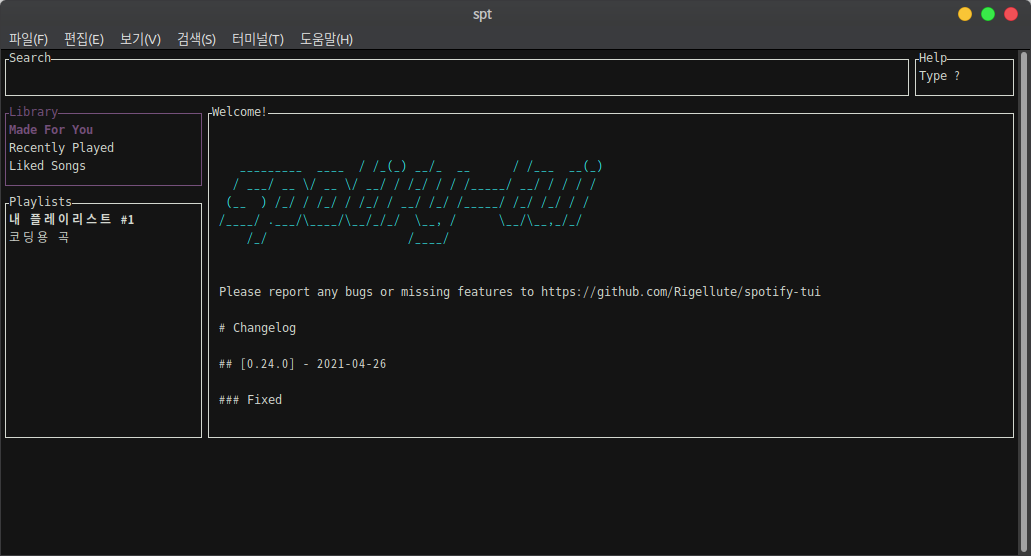 spt
파일(F) 편집(E) 보기(V) 검색(S) 터미널(T) 도움말(H)
Search
Help
Type ?
Library
Made For You
Recently Played
Liked Songs
Playlists
내 플레이리스트 #1
코딩용 곡
Welcome!
spotify-tui
Please report any bugs or missing features to https://github.com/Rigellute/spotify-tui
# Changelog
## [0.24.0] - 2021-04-26
### Fixed